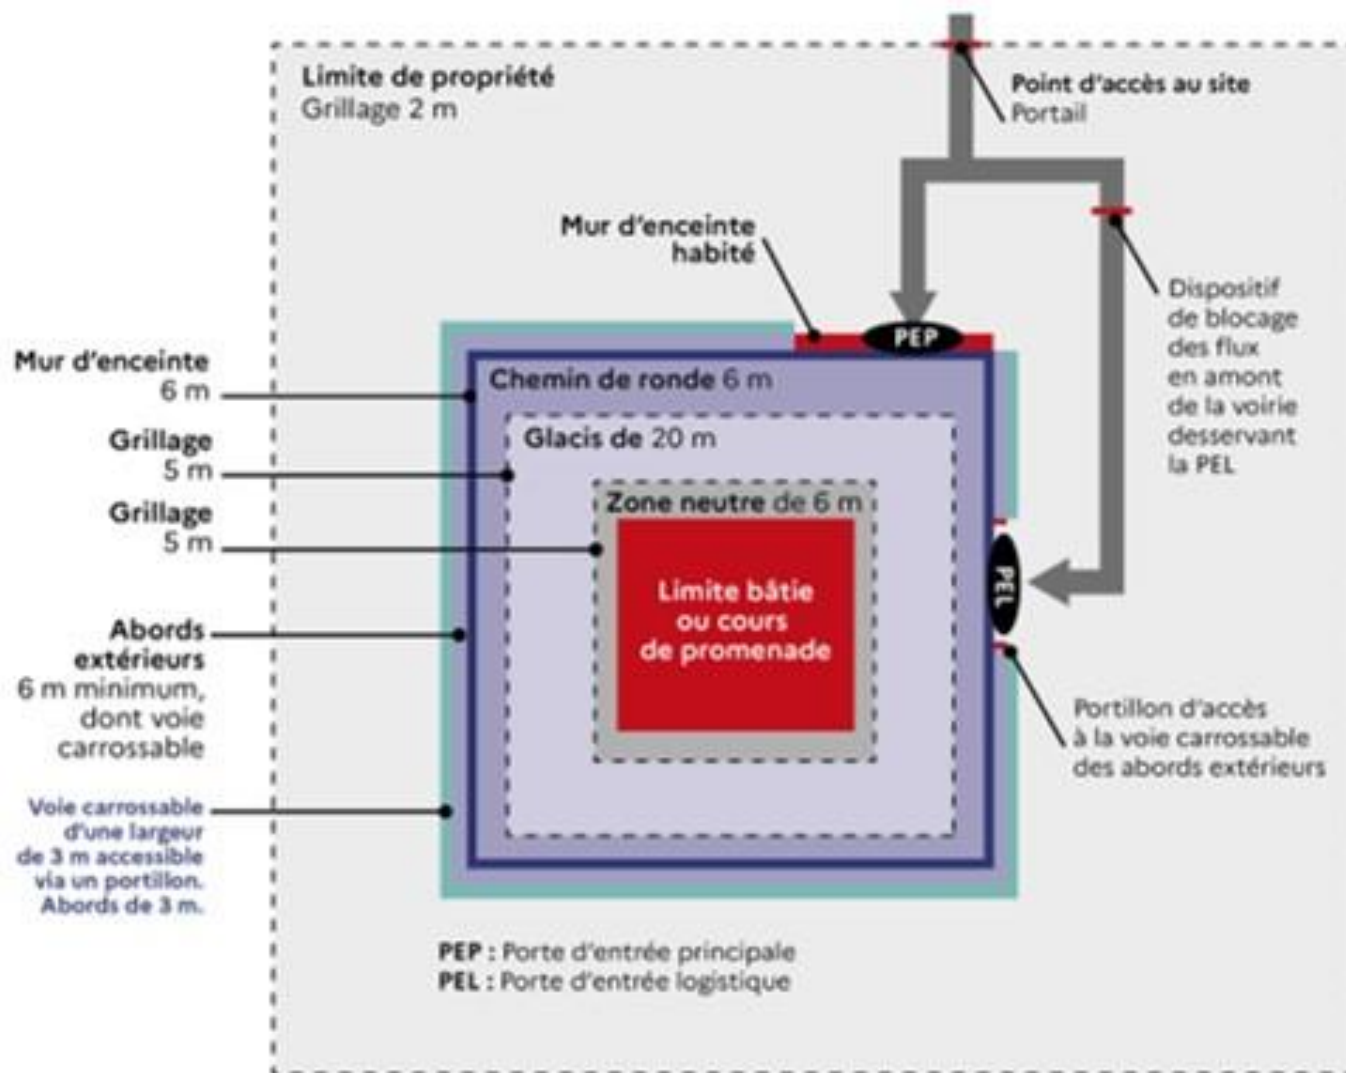 Limite de propriété
Grillage 2 m
Point d'accès au site
Portail
Mur d'enceinte
habité
Dispositif
de blocage
des flux
en amont
de la voirie
desservant
la PEL
PEP
Mur d'enceinte
6 m
Chemin de ronde 6 m
Grillage
5 m
Glacis de 20 m
Grillage
5 m
Zone neutre de 6 m
Limite bâtie
ou cours
de promenade
PEL
Abords
extérieurs
6 m minimum,
dont voie
carrossable
Portillon d'accès
à la voie carrossable
des abords extérieurs
Voie carrossable
d'une largeur
de 3 m accessible
via un portillon.
Abords de 3 m.
PEP : Porte d'entrée principale
PEL : Porte d'entrée logistique